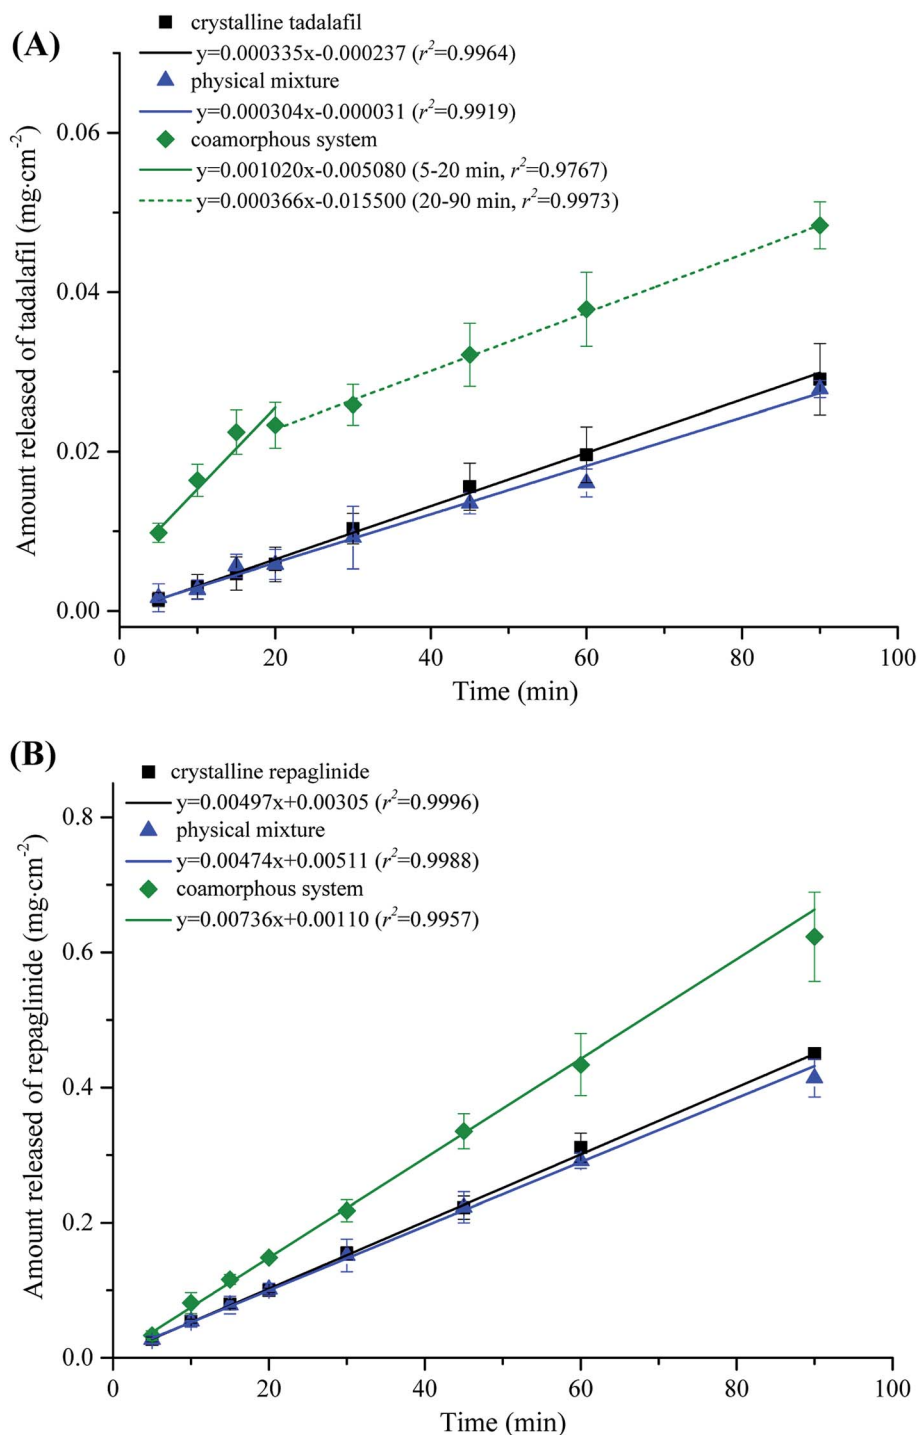 (A)
crystalline tadalafil
y=0.000335x-0.000237 (r²=0.9964)
physical mixture
y=0.000304x-0.000031 (r²=0.9919)
coamorphous system
y=0.001020x-0.005080 (5-20 min, r²=0.9767)
y=0.000366x-0.015500 (20-90 min, r²=0.9973)
Amount released of tadalafil (mg·cm⁻²)
0.06
0.04
0.02
0.00
0 20 40 60 80 100
Time (min)
(B)
crystalline repaglinide
y=0.00497x+0.00305 (r²=0.9996)
physical mixture
y=0.00474x+0.00511 (r²=0.9988)
coamorphous system
y=0.00736x+0.00110 (r²=0.9957)
Amount released of repaglinide (mg·cm⁻²)
0.8
0.6
0.4
0.2
0.0
0 20 40 60 80 100
Time (min)